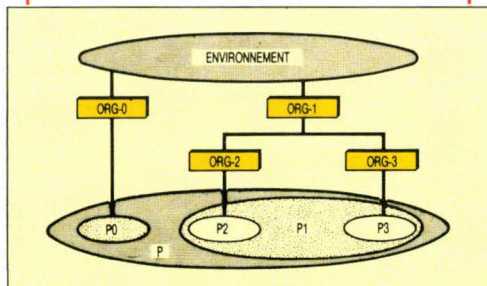 ENVIRONNEMENT
ORG-0
ORG-1
ORG-2
ORG-3
P0
P2
P1
P3
P